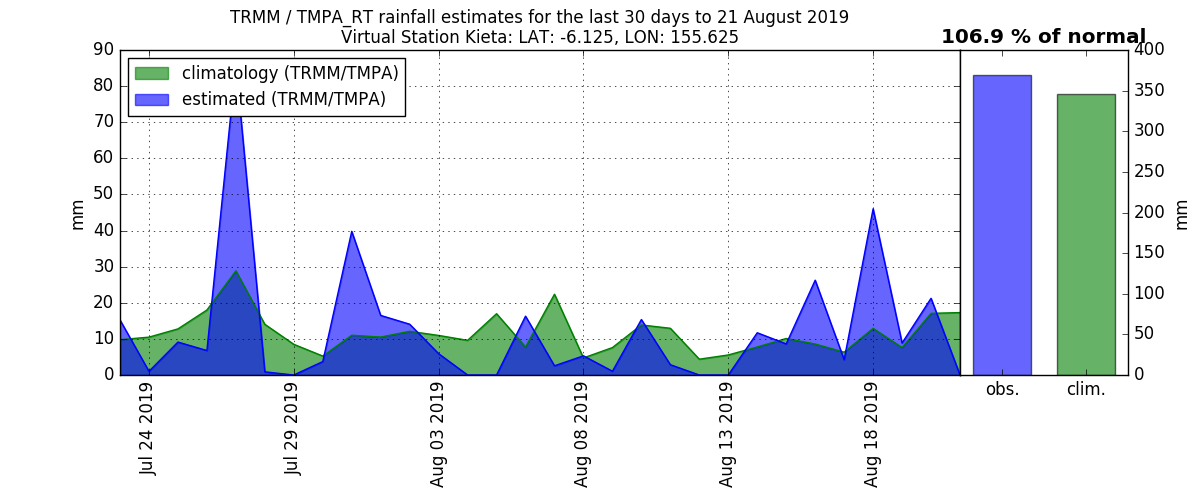 TRMM / TMPA_RT rainfall estimates for the last 30 days to 21 August 2019
Virtual Station Kieta: LAT: -6.125, LON: 155.625
106.9 % of normal
climatology (TRMM/TMPA)
estimated (TRMM/TMPA)
90
80
70
60
50
40
30
20
10
0
mm
Jul 24 2019
Jul 29 2019
Aug 03 2019
Aug 08 2019
Aug 13 2019
Aug 18 2019
400
350
300
250
200
150
100
50
0
mm
obs.
clim.